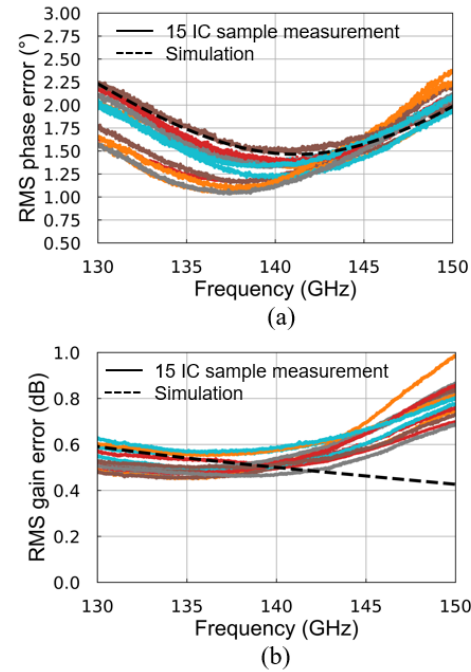 3.00
2.75
2.50
2.25
2.00
1.75
1.50
1.25
1.00
0.75
0.50
RMS phase error (°)
15 IC sample measurement
Simulation
130 135 140 145 150
Frequency (GHz)
(a)
1.0
0.8
0.6
0.4
0.2
0.0
RMS gain error (dB)
15 IC sample measurement
Simulation
130 135 140 145 150
Frequency (GHz)
(b)